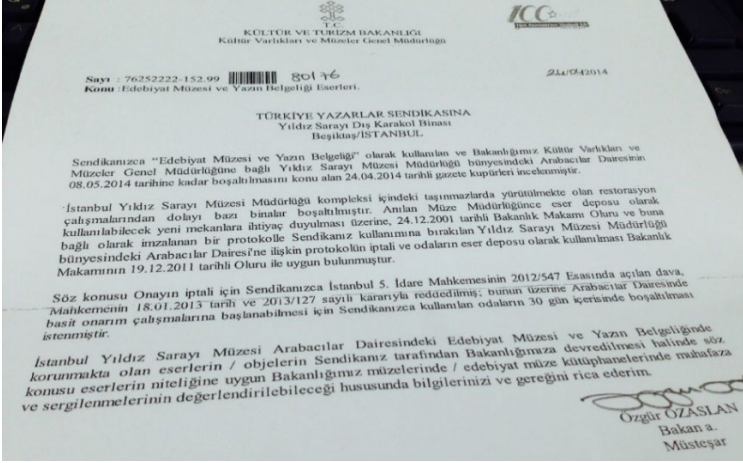 T.C.
KÜLTÜR VE TURİZM BAKANLIĞI
Kültür Varlıkları ve Müzeler Genel Müdürlüğü
100
Sayı : 76252222-152.99 80176
2014
Konu :Edebiyat Müzesi ve Yazın Belgeliği Eserleri.
TÜRKİYE YAZARLAR SENDİKASINA
Yıldız Sarayı Dış Karakol Binası
Beşiktaş/İSTANBUL
Sendikanızca "Edebiyat Müzesi ve Yazın Belgeliği" olarak kullanılan ve Bakanlığımız Kültür Varlıkları ve
Müzeler Genel Müdürlüğüne bağlı Yıldız Sarayı Müzesi Müdürlüğü bünyesindeki Arabacılar Dairesinin
08.05.2014 tarihine kadar boşaltılmasını konu alan 24.04.2014 tarihli gazete kupürleri incelenmiştir.
İstanbul Yıldız Sarayı Müzesi Müdürlüğü kompleksi içindeki taşınmazlarda yürütülmekte olan restorasyon
çalışmalarından dolayı bazı binalar boşaltılmıştır. Anılan Müze Müdürlüğünce eser deposu olarak
kullanılabilecek yeni mekanlara ihtiyaç duyulması üzerine, 24.12.2001 tarihli Bakanlık Makamı Oluru ve buna
bağlı olarak imzalanan bir protokolle Sendikanız kullanımına bırakılan Yıldız Sarayı Müzesi Müdürlüğü
bünyesindeki Arabacılar Dairesi'ne ilişkin protokolün iptali ve odaların eser deposu olarak kullanılması Bakanlık
Makamının 19.12.2011 tarihli Oluru ile uygun bulunmuştur.
Söz konusu Onayın iptali için Sendikanızca İstanbul 5. İdare Mahkemesinin 2012/547 Esasında açılan dava,
Mahkemenin 18.01.2013 tarih ve 2013/127 sayılı kararıyla reddedilmiş; bunun üzerine Arabacılar Dairesinde
basit onarım çalışmalarına başlanabilmesi için Sendikanızca kullanılan odaların 30 gün içerisinde boşaltılması
istenmiştir.
İstanbul Yıldız Sarayı Müzesi Arabacılar Dairesindeki Edebiyat Müzesi ve Yazın Belgeliğinde
korunmakta olan eserlerin / objelerin Sendikanız tarafından Bakanlığımıza devredilmesi halinde söz
konusu eserlerin niteliğine uygun Bakanlığımız müzelerinde / edebiyat müze kütüphanelerinde muhafaza
ve sergilenmelerinin değerlendirilebileceği hususunda bilgilerinizi ve gereğini rica ederim.
Özgür ÖZASLAN
Bakan a.
Müsteşar